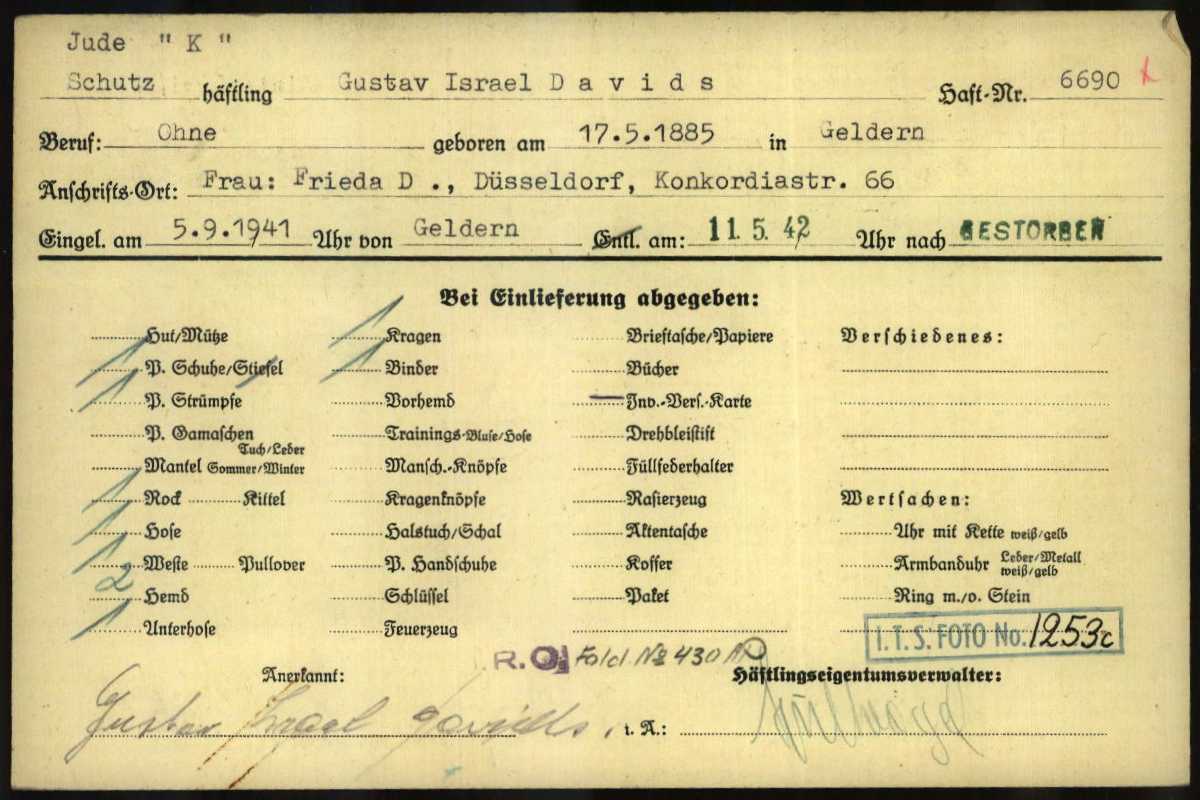 Jude "K"
Schutz häftling Gustav Israel Davids Haft-Nr. 6690
Beruf: Ohne geboren am 17.5.1885 in Geldern
Anschrifts-Ort: Frau: Frieda D ., Düsseldorf, Konkordiastr. 66
Eingel. am 5.9.1941 Uhr von Geldern Entl. am: 11.5.42 Uhr nach GESTORBEN
Bei Einlieferung abgegeben:
Hut/Mütze
1 P. Schuhe/Stiefel
1 P. Strümpfe
P. Gamaschen
Tuch/Leder
Mantel Sommer/Winter
1 Rock Kittel
1 Hose
1 Weste Pullover
2 Hemd
1 Unterhose
1 Kragen
1 Binder
Vorhemd
Trainings-Bluse/Hose
Mansch.-Knöpfe
Kragenknöpfe
Halstuch/Schal
P. Handschuhe
Schlüssel
Feuerzeug
Brieftasche/Papiere
Bücher
Inv.-Vers.-Karte
Drehbleistift
Füllfederhalter
Rasierzeug
Aktentasche
Koffer
Paket
Verschiedenes:
Wertsachen:
Uhr mit Kette weiß/gelb
Armbanduhr Leder/Metall
weiß/gelb
Ring m./o. Stein
I.T.S. FOTO No. 1253c
R.O. Fold No 430
Anerkannt:
Häftlingseigentumsverwalter:
Gustav Israel Davids.
i. A.: